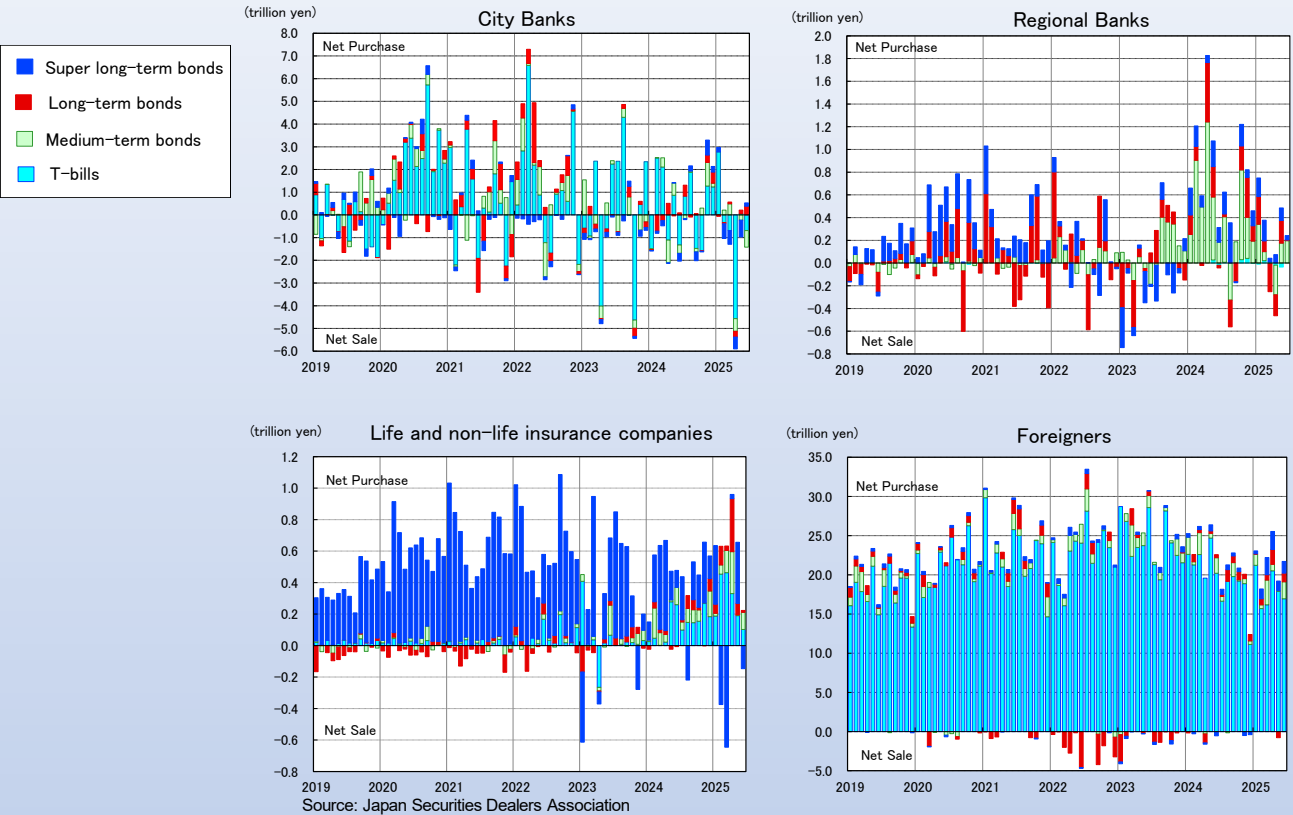 Super long-term bonds
Long-term bonds
Medium-term bonds
T-bills
(trillion yen)
City Banks
8.0
7.0
6.0
5.0
4.0
3.0
2.0
1.0
0.0
−1.0
−2.0
−3.0
−4.0
−5.0
−6.0
Net Purchase
Net Sale
2019 2020 2021 2022 2023 2024 2025
(trillion yen)
Regional Banks
2.0
1.8
1.6
1.4
1.2
1.0
0.8
0.6
0.4
0.2
0.0
−0.2
−0.4
−0.6
−0.8
Net Purchase
Net Sale
2019 2020 2021 2022 2023 2024 2025
(trillion yen)
Life and non-life insurance companies
1.2
1.0
0.8
0.6
0.4
0.2
0.0
−0.2
−0.4
−0.6
−0.8
Net Purchase
Net Sale
2019 2020 2021 2022 2023 2024 2025
(trillion yen)
Foreigners
35.0
30.0
25.0
20.0
15.0
10.0
5.0
0.0
−5.0
Net Purchase
Net Sale
2019 2020 2021 2022 2023 2024 2025
Source: Japan Securities Dealers Association